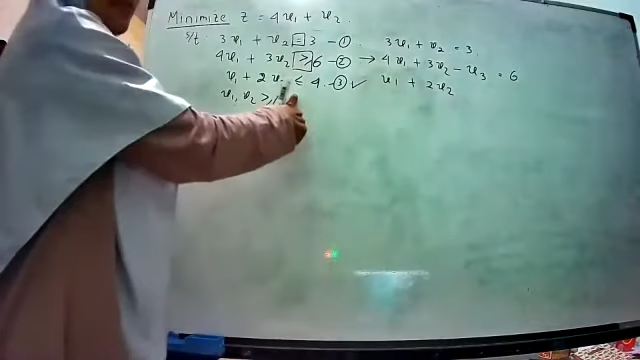 Minimize z = 4x1 + x2.
s/t. 3x1 + x2 = 3 - ① 3x1 + x2 = 3.
4x1 + 3x2 ≥ 6 - ② → 4x1 + 3x2 - x3 = 6
x1 + 2x ≤ 4. - ③ ✓ x1 + 2x2
x1, x2 ≥